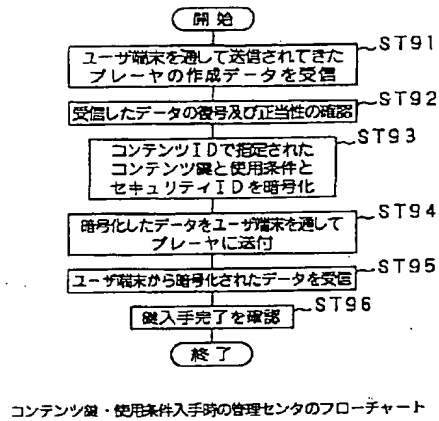 開始
ユーザ端末を通して送信されてきた
プレーヤの作成データを受信
ST91
受信したデータの復号及び正当性の確認
ST92
コンテンツIDで指定された
コンテンツ鍵と使用条件と
セキュリティIDを暗号化
ST93
暗号化したデータをユーザ端末を通して
プレーヤに送付
ST94
ユーザ端末から暗号化されたデータを受信
ST95
鍵入手完了を確認
ST96
終了
コンテンツ鍵・使用条件入手時の管理センタのフローチャート